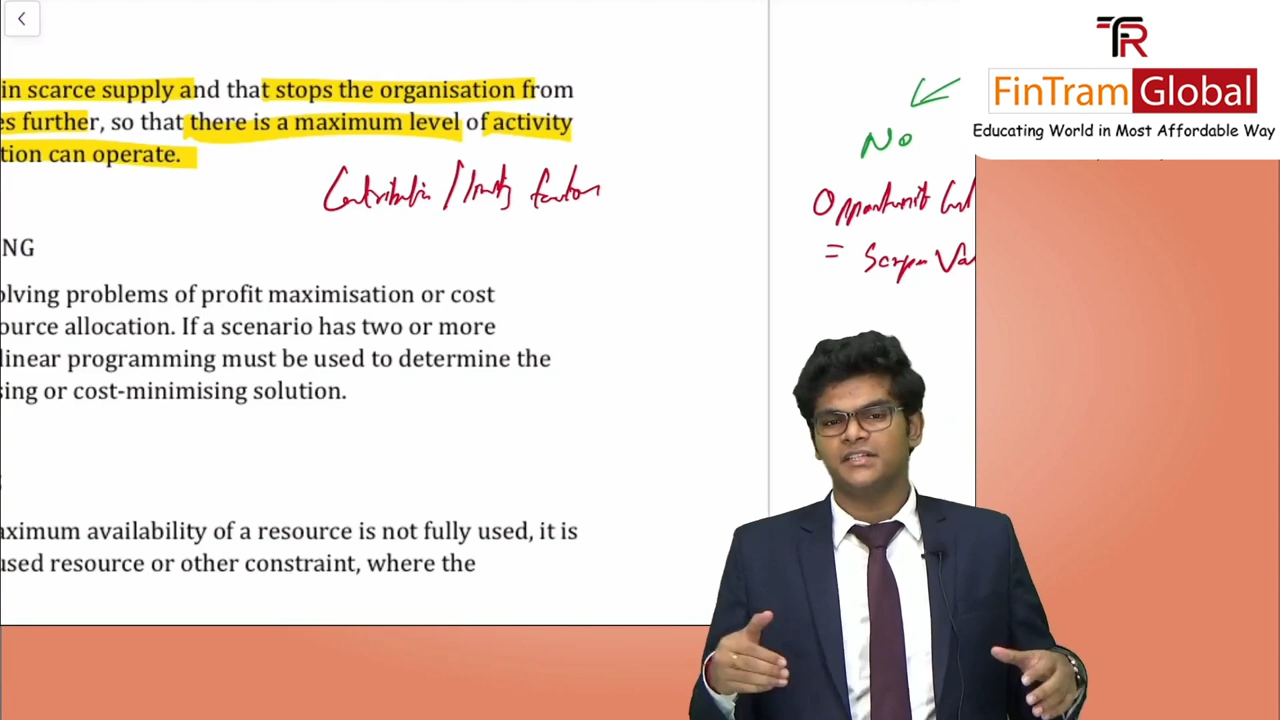 in scarce supply and that stops the organisation from
es further, so that there is a maximum level of activity
tion can operate.
factor
NG
olving problems of profit maximisation or cost
ource allocation. If a scenario has two or more
linear programming must be used to determine the
sing or cost-minimising solution.
aximum availability of a resource is not fully used, it is
used resource or other constraint, where the
No
=
TR
FinTram Global
Educating World in Most Affordable Way